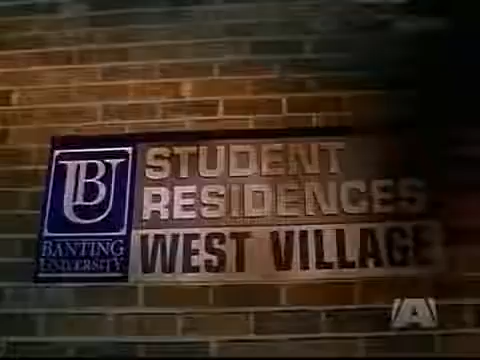 BU
BANTING
UNIVERSITY
STUDENT
RESIDENCES
WEST VILLAGE
A